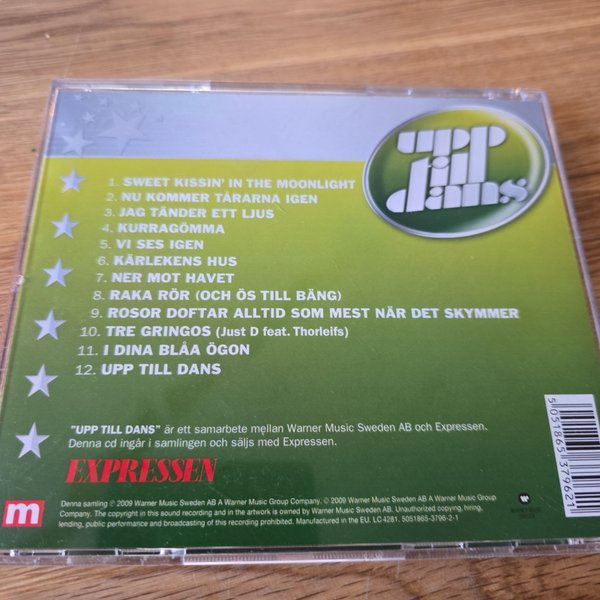 upp till dans
1. SWEET KISSIN' IN THE MOONLIGHT
2. NU KOMMER TÅRARNA IGEN
3. JAG TÄNDER ETT LJUS
4. KURRAGÖMMA
5. VI SES IGEN
6. KÄRLEKENS HUS
7. NER MOT HAVET
8. RAKA RÖR (OCH ÖS TILL BÄNG)
9. ROSOR DOFTAR ALLTID SOM MEST NÄR DET SKYMMER
10. TRE GRINGOS (Just D feat. Thorleifs)
11. I DINA BLÅA ÖGON
12. UPP TILL DANS
"UPP TILL DANS" är ett samarbete mellan Warner Music Sweden AB och Expressen.
Denna cd ingår i samlingen och säljs med Expressen.
EXPRESSEN
m
Denna samling ℗ 2009 Warner Music Sweden AB A Warner Music Group Company. © 2009 Warner Music Sweden AB A Warner Music Group
Company. The copyright in this sound recording and in the artwork is owned by Warner Music Sweden AB. Unauthorized copying, hiring,
lending, public performance and broadcasting of this recording prohibited. Manufactured in the EU. LC-4281. 5051865-3796-2-1
5 051865 379621